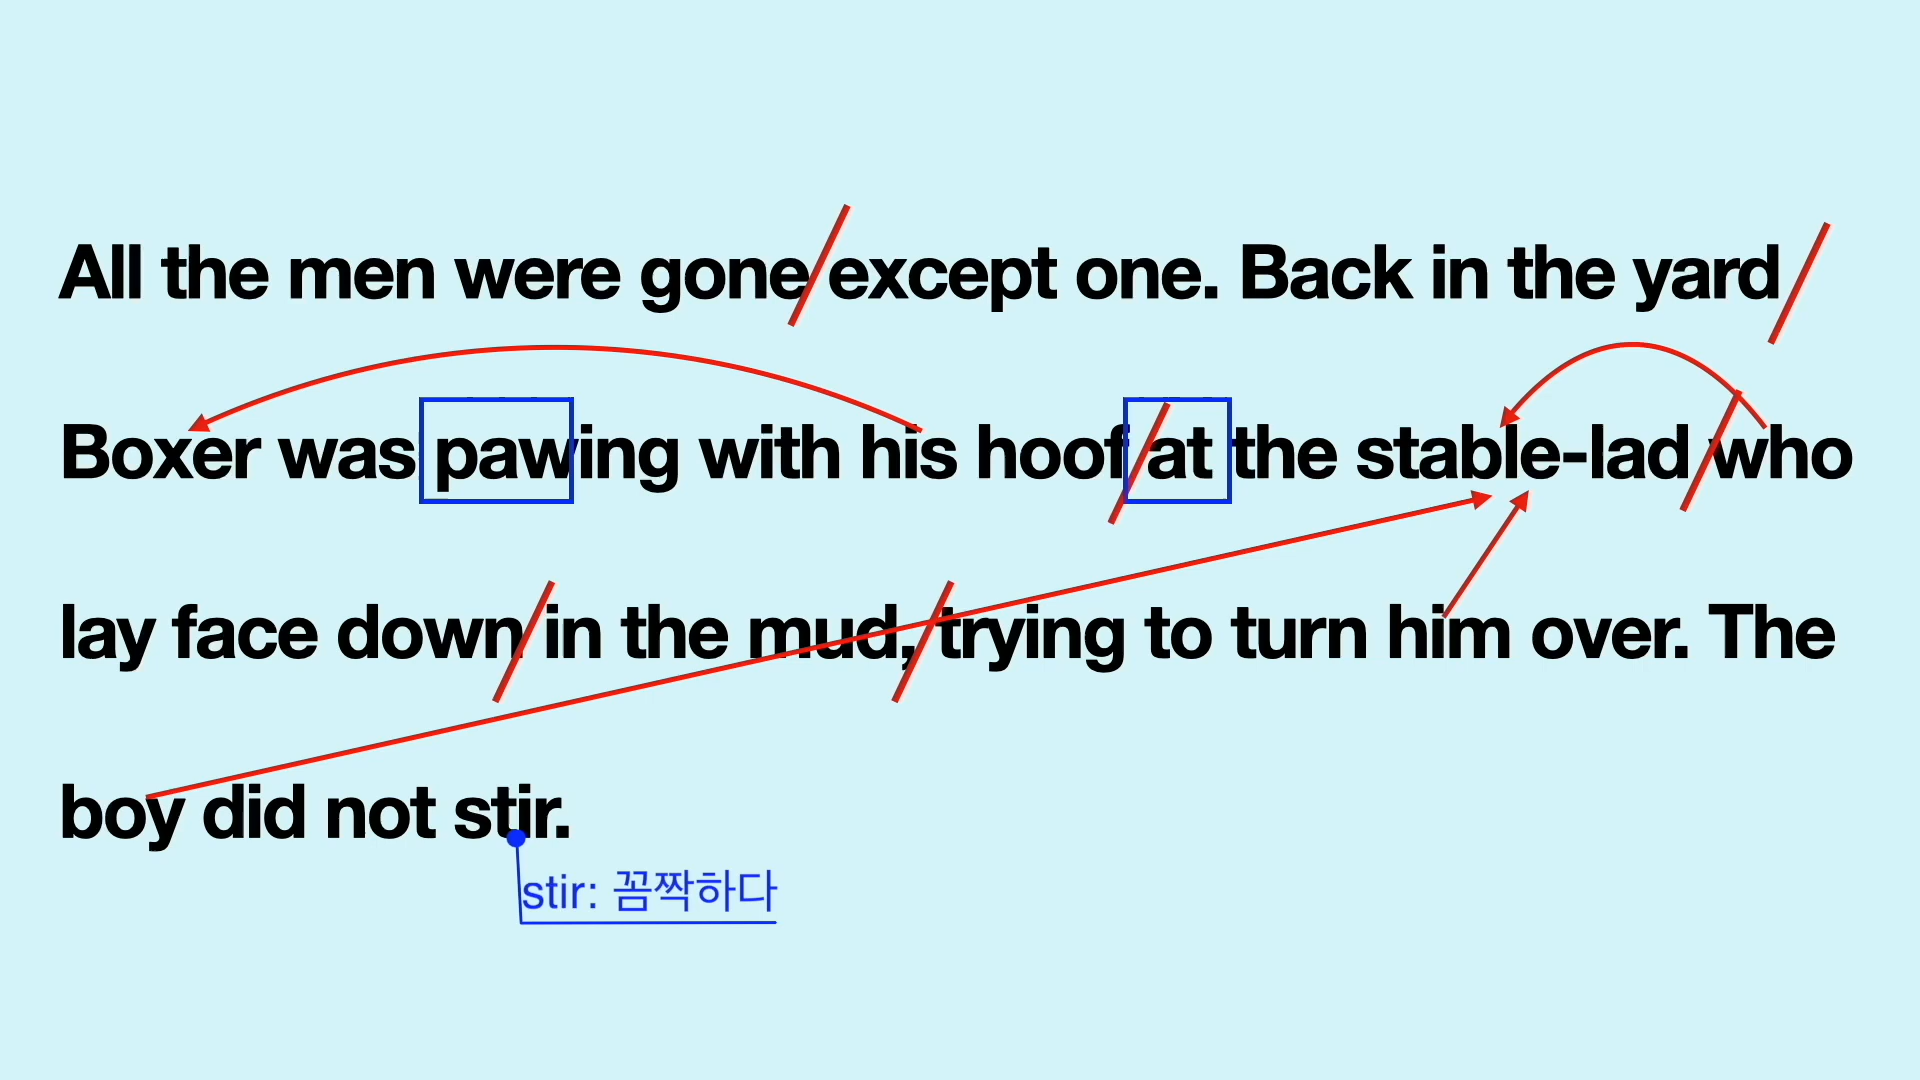 All the men were gone except one. Back in the yard
Boxer was pawing with his hoof at the stable-lad who
lay face down in the mud, trying to turn him over. The
boy did not stir.
stir: 꼼짝하다